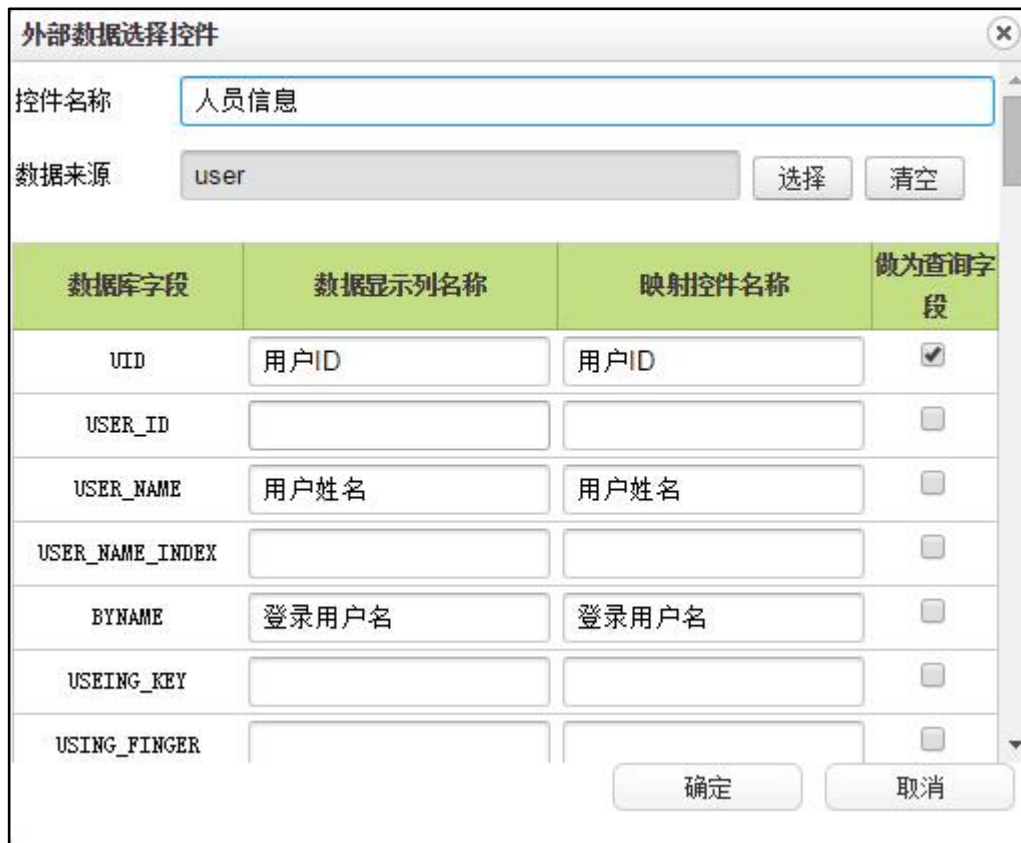 外部数据选择控件
控件名称 人员信息
数据来源 user 选择 清空
数据库字段 数据显示列名称 映射控件名称 做为查询字段
UID 用户ID 用户ID
USER_ID
USER_NAME 用户姓名 用户姓名
USER_NAME_INDEX
BYNAME 登录用户名 登录用户名
USEING_KEY
USING_FINGER
确定 取消